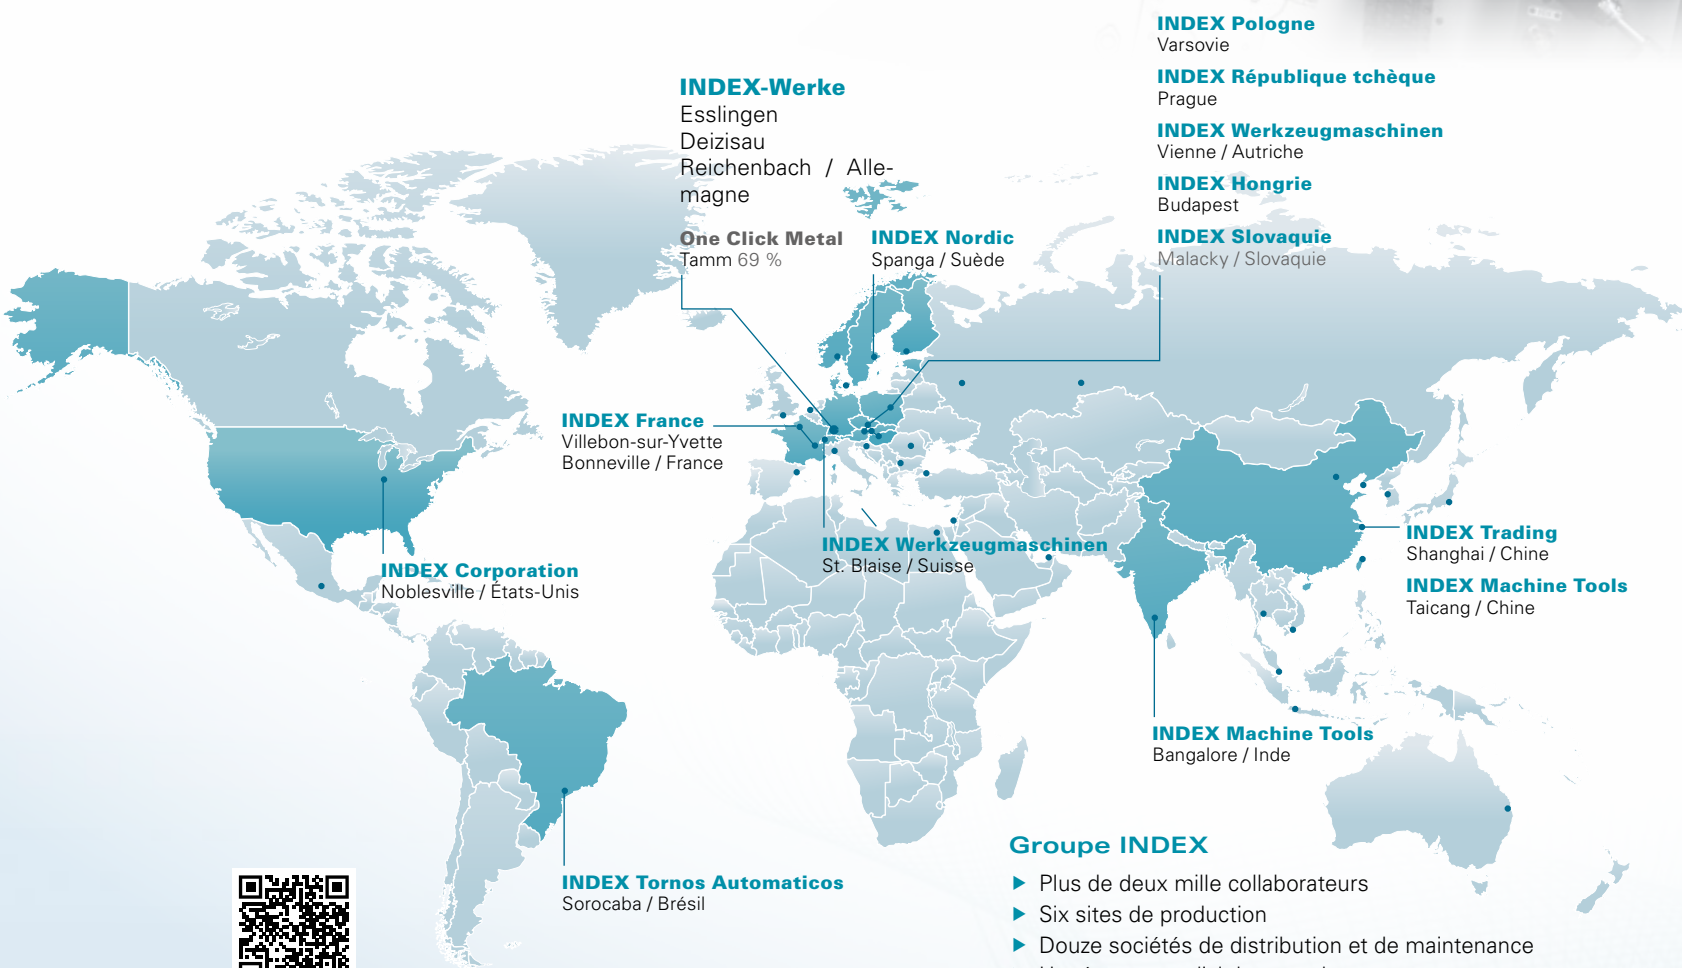 INDEX Pologne
Varsovie
INDEX République tchèque
Prague
INDEX Werkzeugmaschinen
Vienne / Autriche
INDEX Hongrie
Budapest
INDEX Slovaquie
Malacky / Slovaquie
INDEX-Werke
Esslingen
Deizisau
Reichenbach / Alle-
magne
One Click Metal
Tamm 69 %
INDEX Nordic
Spanga / Suède
INDEX France
Villebon-sur-Yvette
Bonneville / France
INDEX Werkzeugmaschinen
St. Blaise / Suisse
INDEX Corporation
Noblesville / États-Unis
INDEX Trading
Shanghai / Chine
INDEX Machine Tools
Taicang / Chine
INDEX Machine Tools
Bangalore / Inde
INDEX Tornos Automaticos
Sorocaba / Brésil
Groupe INDEX
Plus de deux mille collaborateurs
Six sites de production
Douze sociétés de distribution et de maintenance